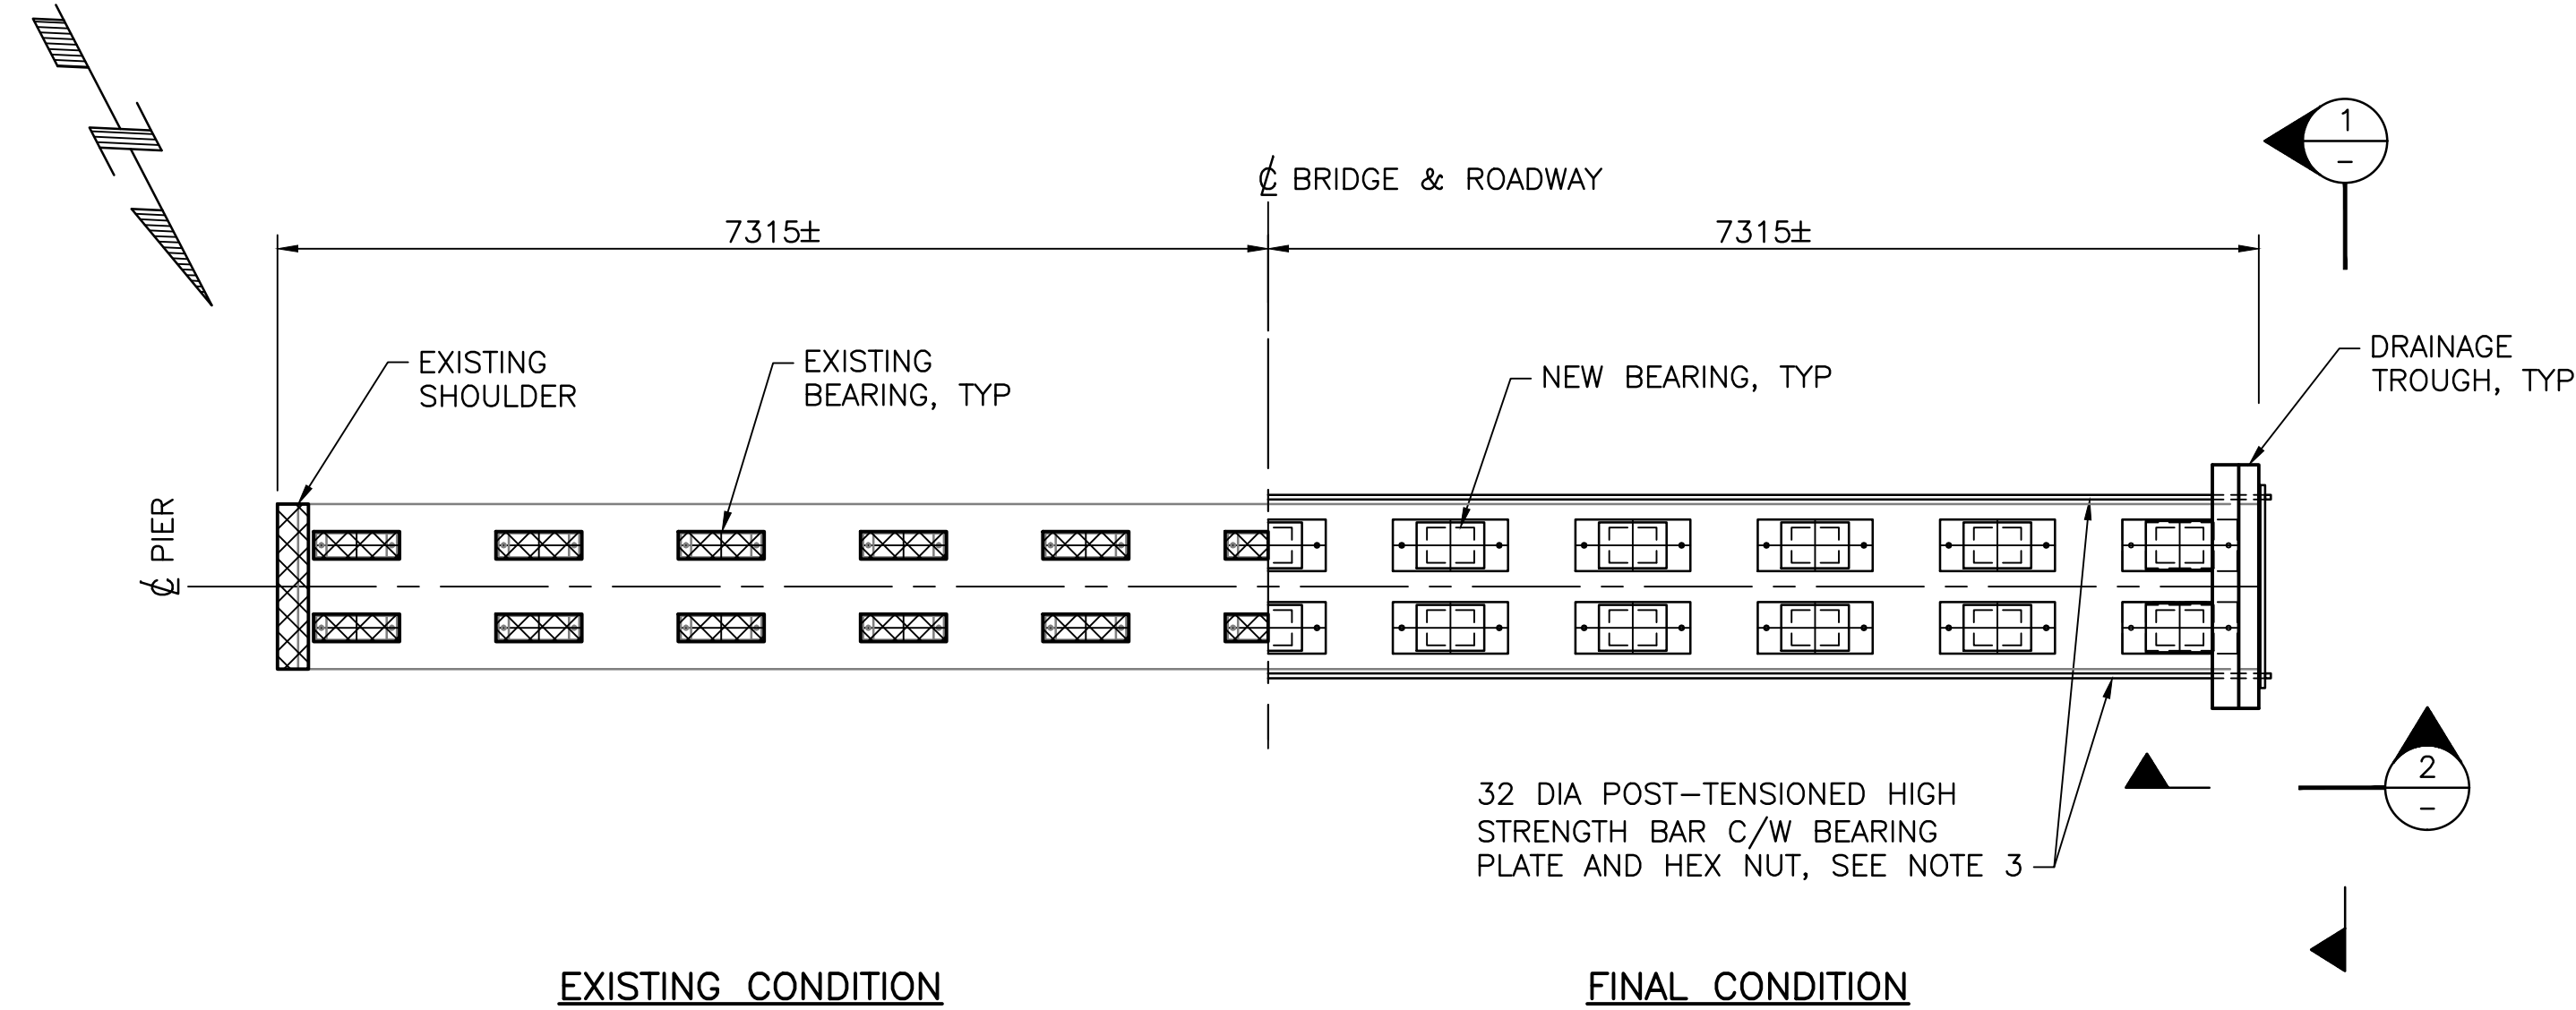 1
-
℄ BRIDGE & ROADWAY
7315±
7315±
EXISTING
SHOULDER
EXISTING
BEARING, TYP
NEW BEARING, TYP
DRAINAGE
TROUGH, TYP
℄ PIER
32 DIA POST-TENSIONED HIGH
STRENGTH BAR C/W BEARING
PLATE AND HEX NUT, SEE NOTE 3
2
-
EXISTING CONDITION
FINAL CONDITION